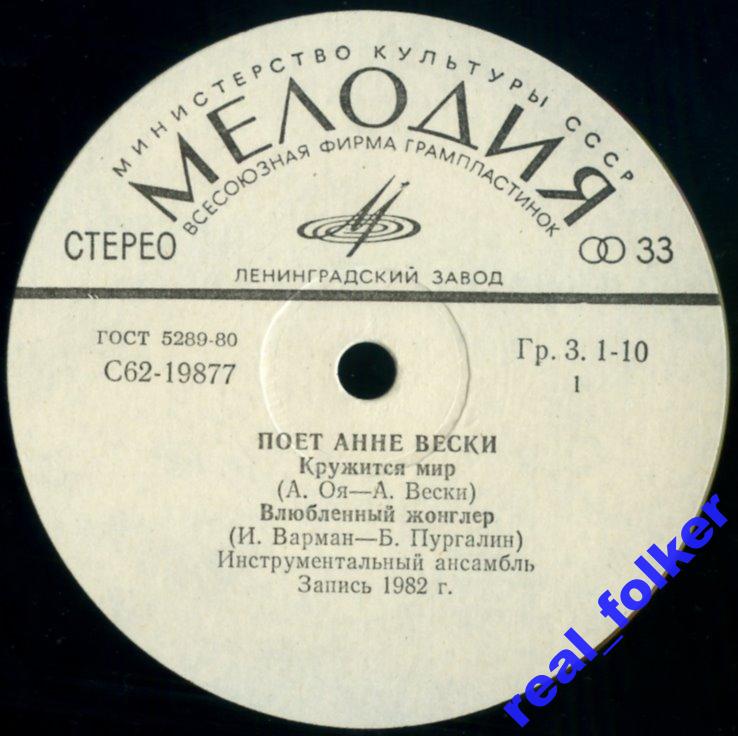 МИНИСТЕРСТВО КУЛЬТУРЫ СССР
МЕЛОДИЯ
ВСЕСОЮЗНАЯ ФИРМА ГРАМПЛАСТИНОК
СТЕРЕО
33
ЛЕНИНГРАДСКИЙ ЗАВОД
ГОСТ 5289-80
С62-19877
Гр. 3. 1-10
1
ПОЕТ АННЕ ВЕСКИ
Кружится мир
(А. Оя—А. Вески)
Влюбленный жонглер
(И. Варман—Б. Пургалин)
Инструментальный ансамбль
Запись 1982 г.
real_folker